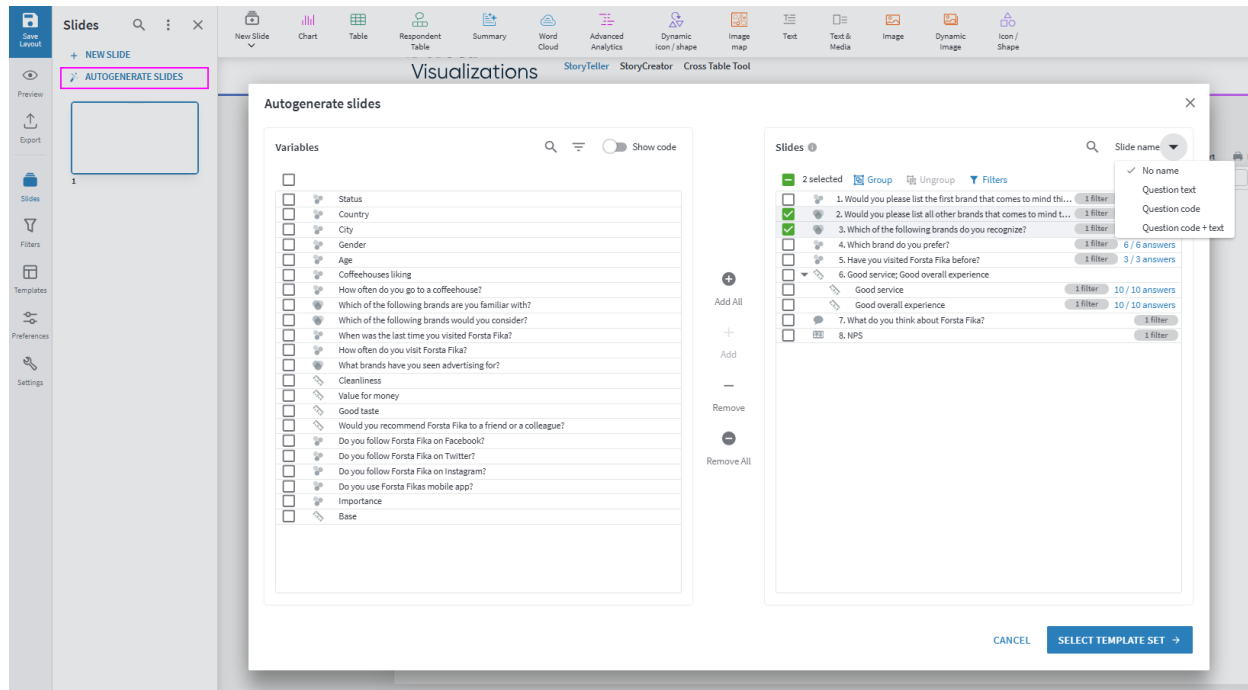 Save
Layout
Slides
+ NEW SLIDE
AUTOGENERATE SLIDES
1
Preview
Export
Slides
Filters
Templates
Preferences
Settings
New Slide
Chart
Table
Respondent
Table
Summary
Word
Cloud
Advanced
Analytics
Dynamic
icon / shape
Image
map
Text
Text &
Media
Image
Dynamic
Image
Icon /
Shape
Visualizations
StoryTeller StoryCreator Cross Table Tool
Autogenerate slides
Variables
Show code
Status
Country
City
Gender
Age
Coffeehouses liking
How often do you go to a coffeehouse?
Which of the following brands are you familiar with?
Which of the following brands would you consider?
When was the last time you visited Forsta Fika?
How often do you visit Forsta Fika?
What brands have you seen advertising for?
Cleanliness
Value for money
Good taste
Would you recommend Forsta Fika to a friend or a colleague?
Do you follow Forsta Fika on Facebook?
Do you follow Forsta Fika on Twitter?
Do you follow Forsta Fika on Instagram?
Do you use Forsta Fikas mobile app?
Importance
Base
Add All
Add
Remove
Remove All
Slides
Slide name
No name
Question text
Question code
Question code + text
2 selected Group Ungroup Filters
1. Would you please list the first brand that comes to mind thi... 1 filter
2. Would you please list all other brands that comes to mind t... 1 filter
3. Which of the following brands do you recognize? 1 filter
4. Which brand do you prefer? 1 filter 6 / 6 answers
5. Have you visited Forsta Fika before? 1 filter 3 / 3 answers
6. Good service; Good overall experience
Good service 1 filter 10 / 10 answers
Good overall experience 1 filter 10 / 10 answers
7. What do you think about Forsta Fika? 1 filter
8. NPS 1 filter
CANCEL
SELECT TEMPLATE SET